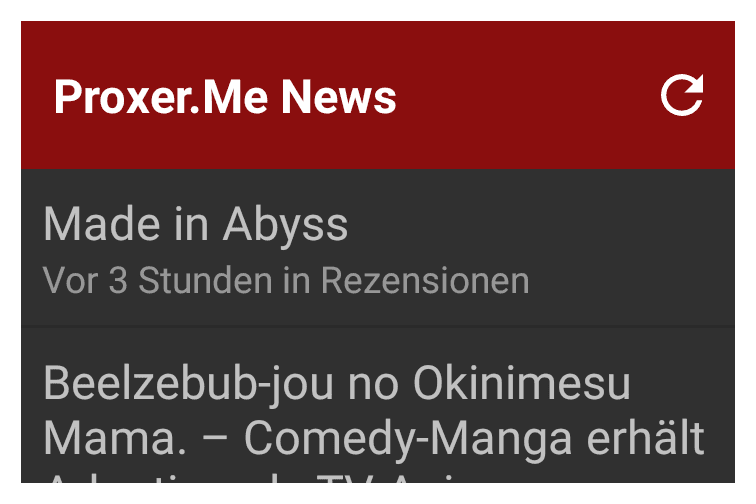 Proxer.Me News
Made in Abyss
Vor 3 Stunden in Rezensionen
Beelzebub-jou no Okinimesu
Mama. – Comedy-Manga erhält